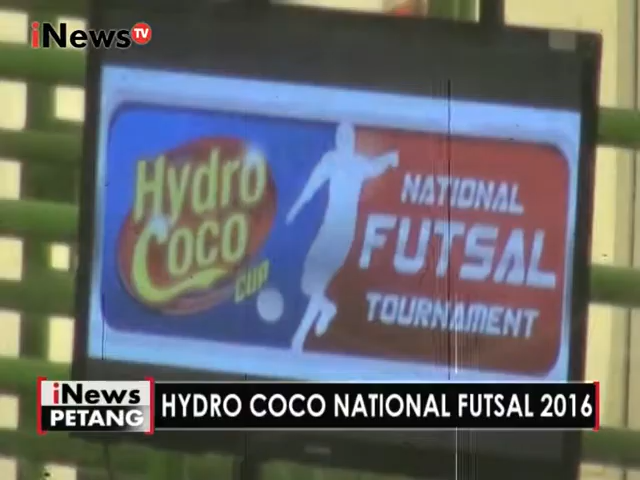 iNews TV
Hydro
Coco
CUP
NATIONAL
FUTSAL
TOURNAMENT
iNews
PETANG
HYDRO COCO NATIONAL FUTSAL 2016